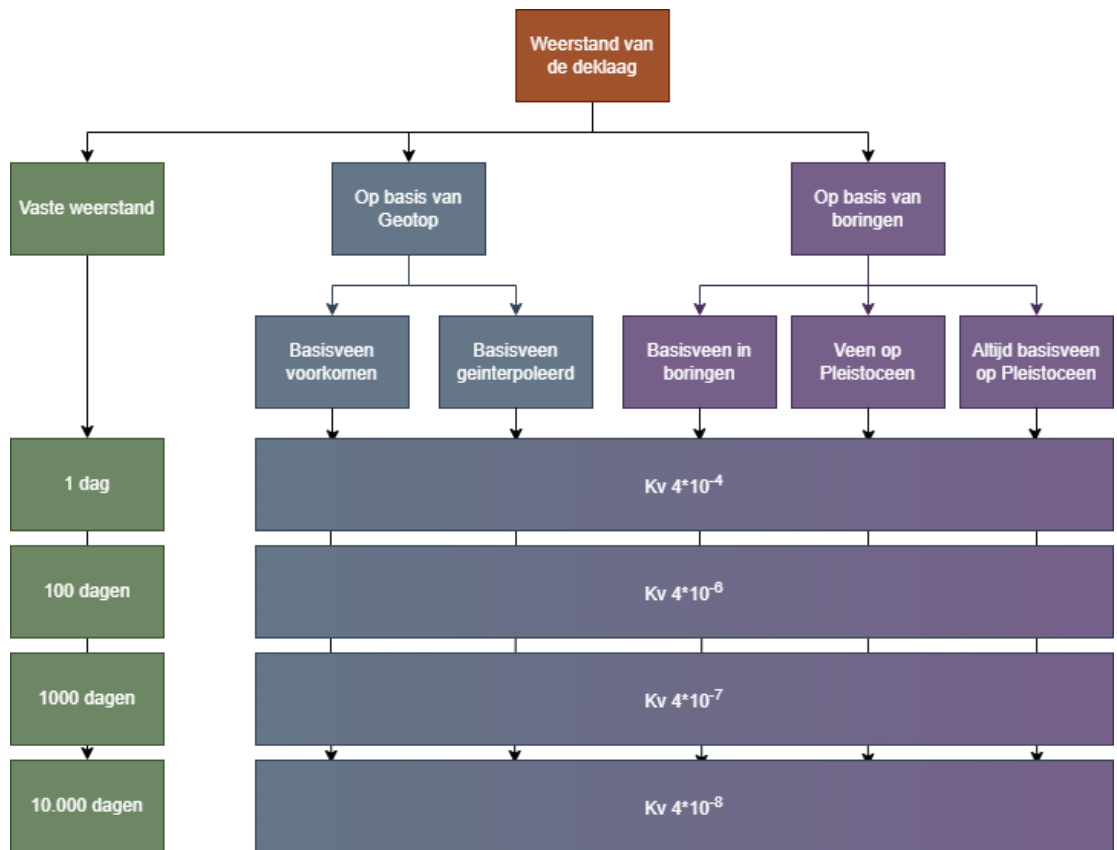 Weerstand van
de deklaag
Vaste weerstand
Op basis van
Geotop
Op basis van
boringen
Basisveen
voorkomen
Basisveen
geinterpoleerd
Basisveen in
boringen
Veen op
Pleistoceen
Altijd basisveen
op Pleistoceen
1 dag
Kv 4*10⁻⁴
100 dagen
Kv 4*10⁻⁶
1000 dagen
Kv 4*10⁻⁷
10.000 dagen
Kv 4*10⁻⁸